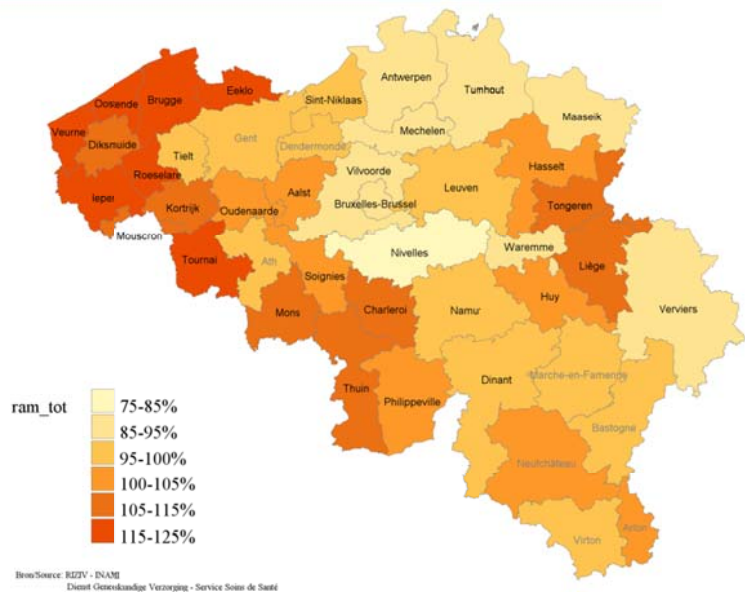 Antwerpen
Turnhout
Eeklo
Sint-Niklaas
Brugge
Oostende
Maaseik
Veurne
Gent
Mechelen
Diksmuide
Dendermonde
Tielt
Vilvoorde
Hasselt
Roeselare
Aalst
Leuven
Ieper
Kortrijk
Oudenaarde
Bruxelles-Brussel
Tongeren
Mouscron
Nivelles
Waremme
Tournai
Ath
Soignies
Liège
Huy
Mons
Charleroi
Namur
Verviers
Marche-en-Famenne
Dinant
Thuin
Philippeville
ram_tot
75-85%
85-95%
95-100%
100-105%
105-115%
115-125%
Bastogne
Neufchâteau
Arlon
Virton
Bron/Source: RIZIV - INAMI
Dienst Geneeskundige Verzorging - Service Soins de Santé